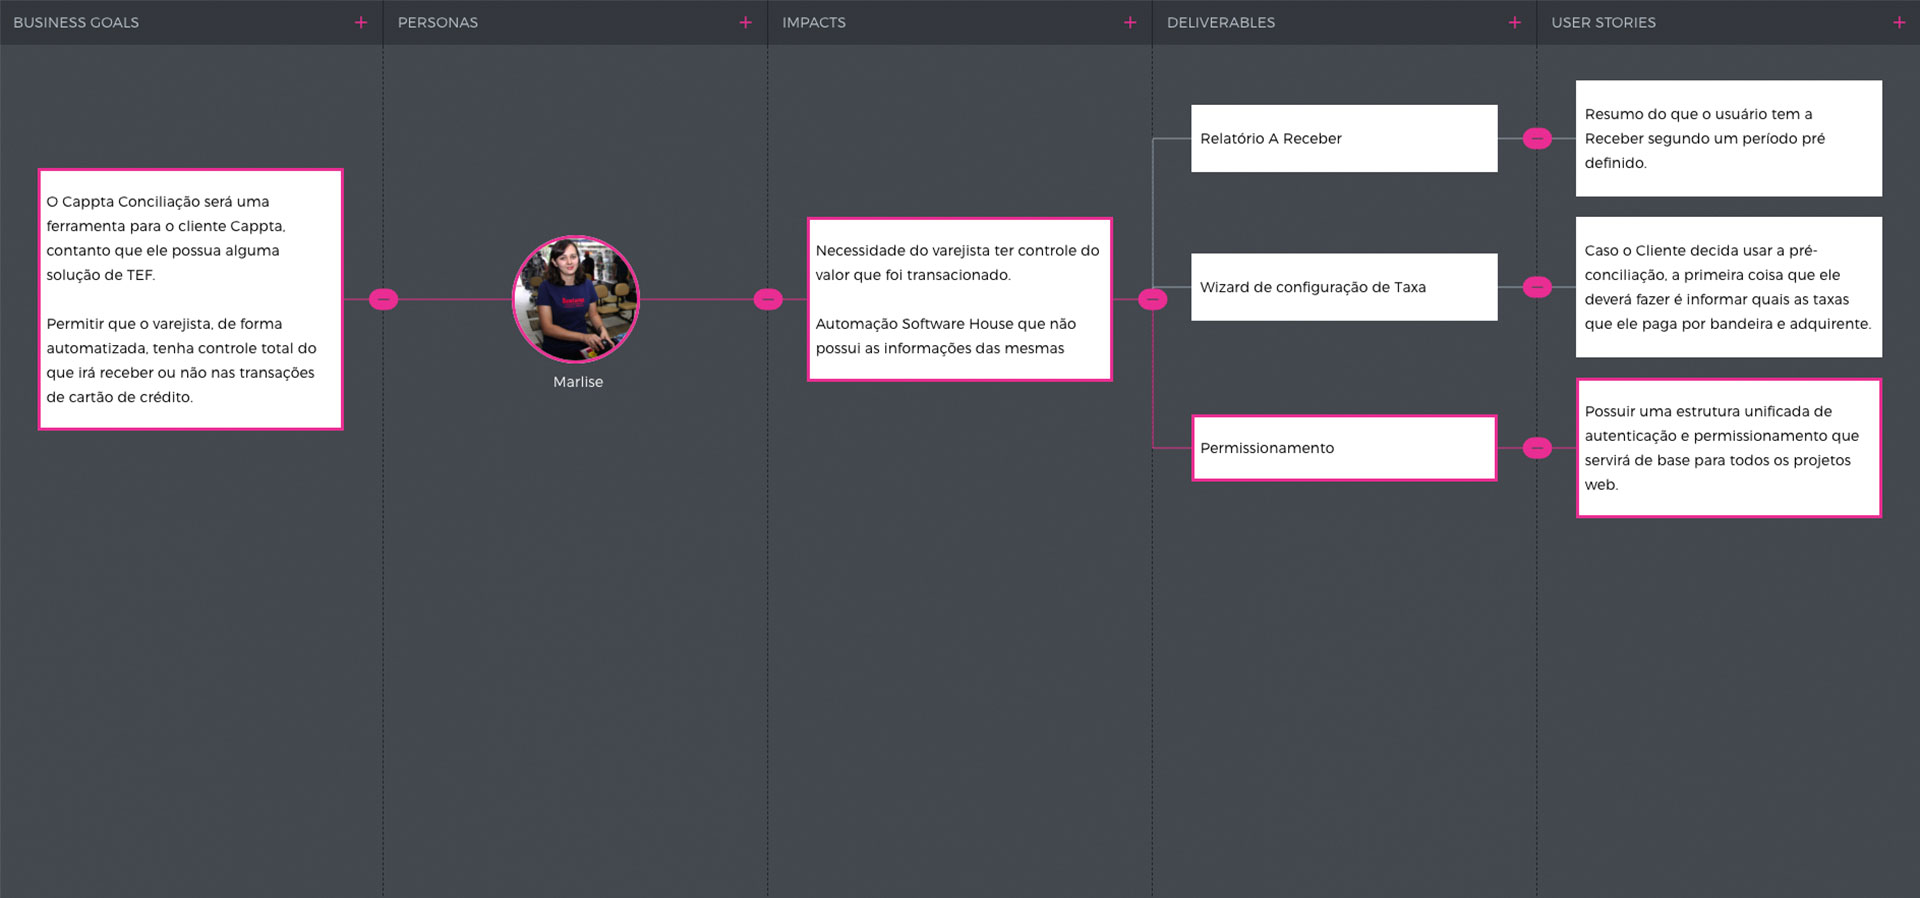 BUSINESS GOALS
+
PERSONAS
+
IMPACTS
+
DELIVERABLES
+
USER STORIES
+
O Cappta Conciliação será uma
ferramenta para o cliente Cappta,
contanto que ele possua alguma
solução de TEF.
Permitir que o varejista, de forma
automatizada, tenha controle total do
que irá receber ou não nas transações
de cartão de crédito.
Marlise
Necessidade do varejista ter controle do
valor que foi transacionado.
Automação Software House que não
possui as informações das mesmas
Relatório A Receber
Wizard de configuração de Taxa
Permissionamento
Resumo do que o usuário tem a
Receber segundo um período pré
definido.
Caso o Cliente decida usar a pré-
conciliação, a primeira coisa que ele
deverá fazer é informar quais as taxas
que ele paga por bandeira e adquirente.
Possuir uma estrutura unificada de
autenticação e permissionamento que
servirá de base para todos os projetos
web.